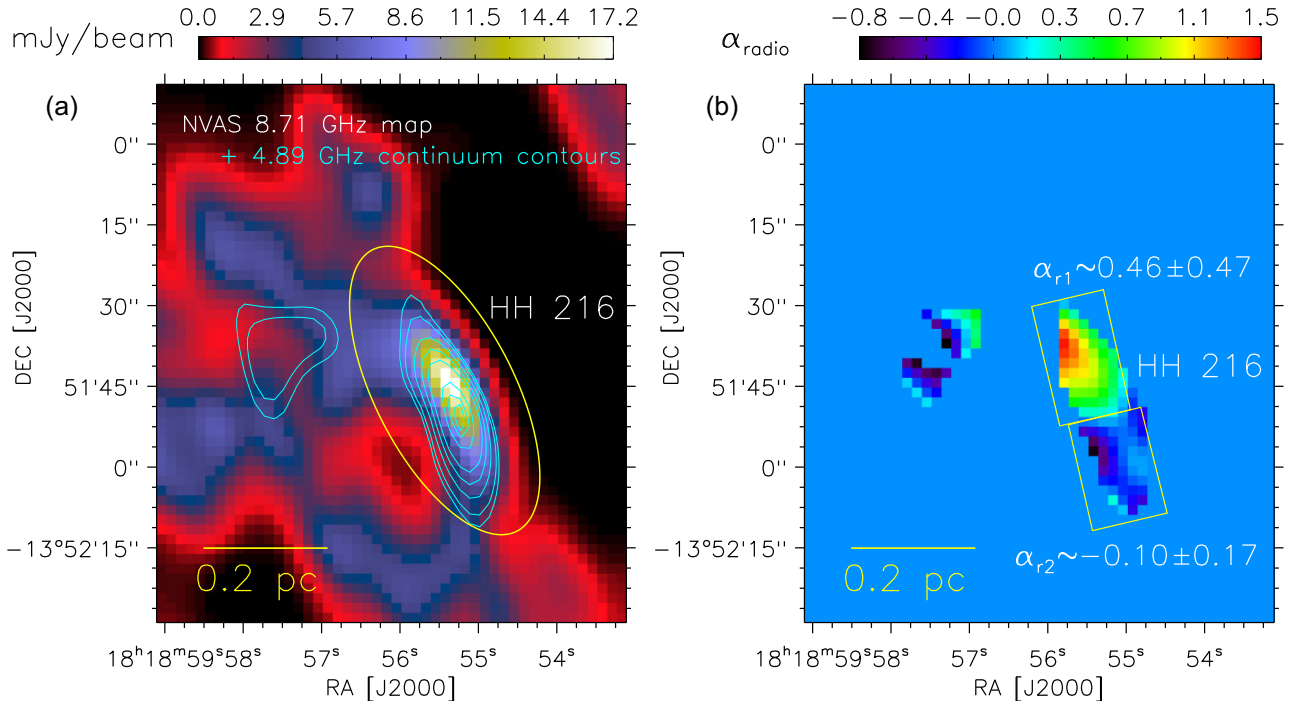 mJy/beam
0.0 2.9 5.7 8.6 11.5 14.4 17.2
(a)
NVAS 8.71 GHz map
+ 4.89 GHz continuum contours
HH 216
0.2 pc
DEC [J2000]
0''
15''
30''
51'45''
0''
-13°52'15''
18ʰ18ᵐ59ˢ58ˢ 57ˢ 56ˢ 55ˢ 54ˢ
RA [J2000]
α_radio
-0.8 -0.4 -0.0 0.3 0.7 1.1 1.5
(b)
α_r1~0.46±0.47
HH 216
α_r2~-0.10±0.17
0.2 pc
DEC [J2000]
0''
15''
30''
51'45''
0''
-13°52'15''
18ʰ18ᵐ59ˢ58ˢ 57ˢ 56ˢ 55ˢ 54ˢ
RA [J2000]